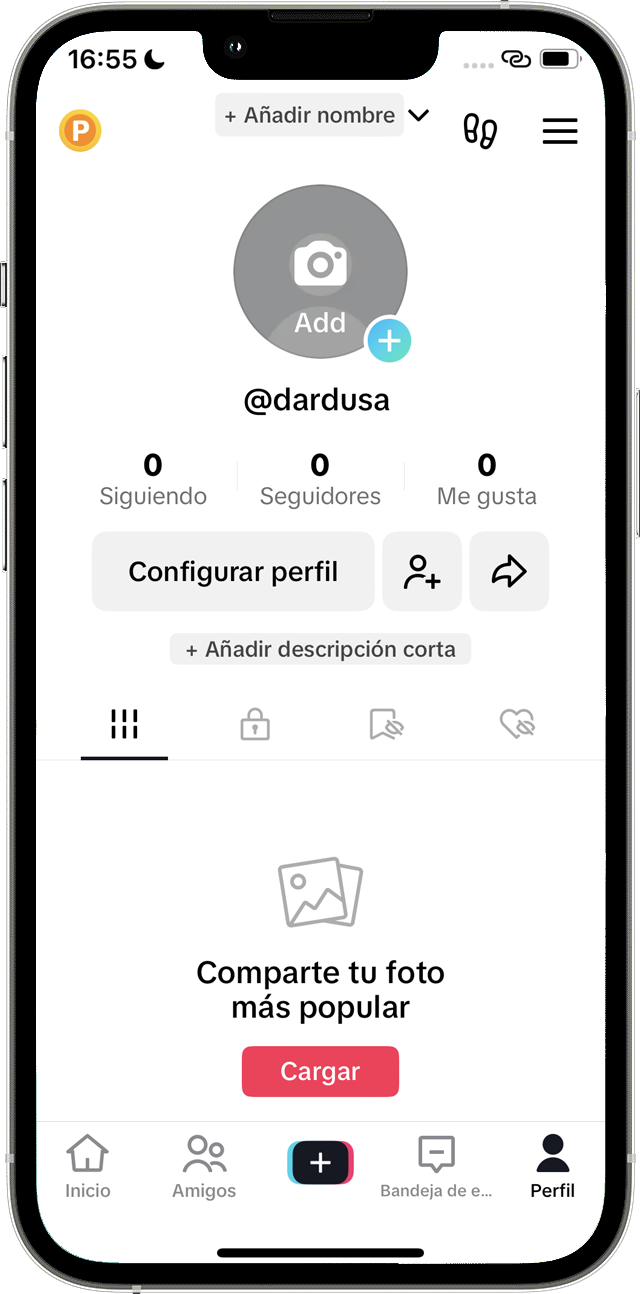 16:55
P
+ Añadir nombre
Add
@dardusa
0 0 0
Siguiendo Seguidores Me gusta
Configurar perfil
+ Añadir descripción corta
Comparte tu foto
más popular
Cargar
Inicio Amigos Bandeja de e... Perfil